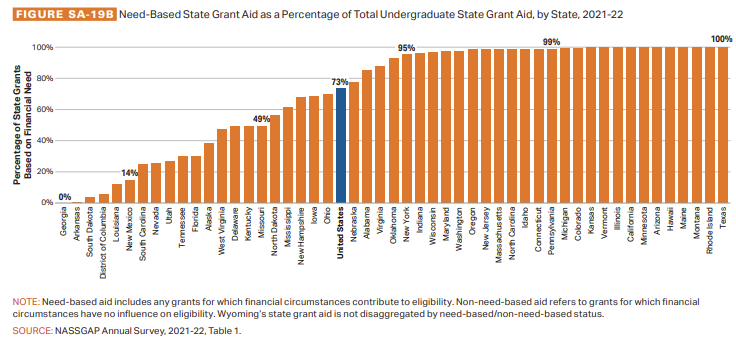 FIGURE SA-19B Need-Based State Grant Aid as a Percentage of Total Undergraduate State Grant Aid, by State, 2021-22
Percentage of State Grants
Based on Financial Need
100%
80%
60%
40%
20%
0%
0%
14%
49%
73%
95%
99%
100%
Georgia
Arkansas
South Dakota
District of Columbia
Louisiana
New Mexico
South Carolina
Nevada
Utah
Tennessee
Florida
Alaska
West Virginia
Delaware
Kentucky
Missouri
North Dakota
Mississippi
New Hampshire
Iowa
Ohio
United States
Nebraska
Alabama
Virginia
Oklahoma
New York
Indiana
Wisconsin
Maryland
Washington
Oregon
New Jersey
Massachusetts
North Carolina
Idaho
Connecticut
Pennsylvania
Michigan
Colorado
Kansas
Vermont
Illinois
California
Minnesota
Arizona
Hawaii
Maine
Montana
Rhode Island
Texas
NOTE: Need-based aid includes any grants for which financial circumstances contribute to eligibility. Non-need-based aid refers to grants for which financial
circumstances have no influence on eligibility. Wyoming's state grant aid is not disaggregated by need-based/non-need-based status.
SOURCE: NASSGAP Annual Survey, 2021-22, Table 1.